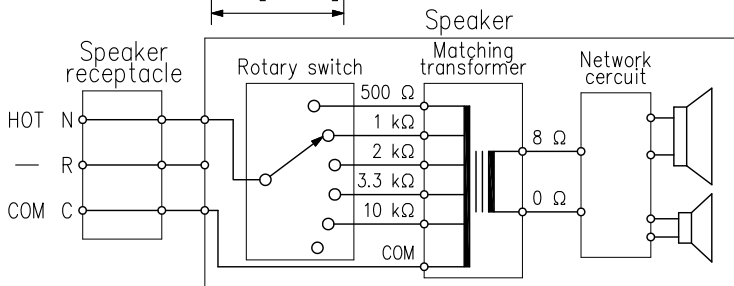 Speaker
Speaker
receptacle
Rotary switch
Matching
transformer
Network
cercuit
HOT N
— R
COM C
500 Ω
1 kΩ
2 kΩ
3.3 kΩ
10 kΩ
COM
8 Ω
0 Ω